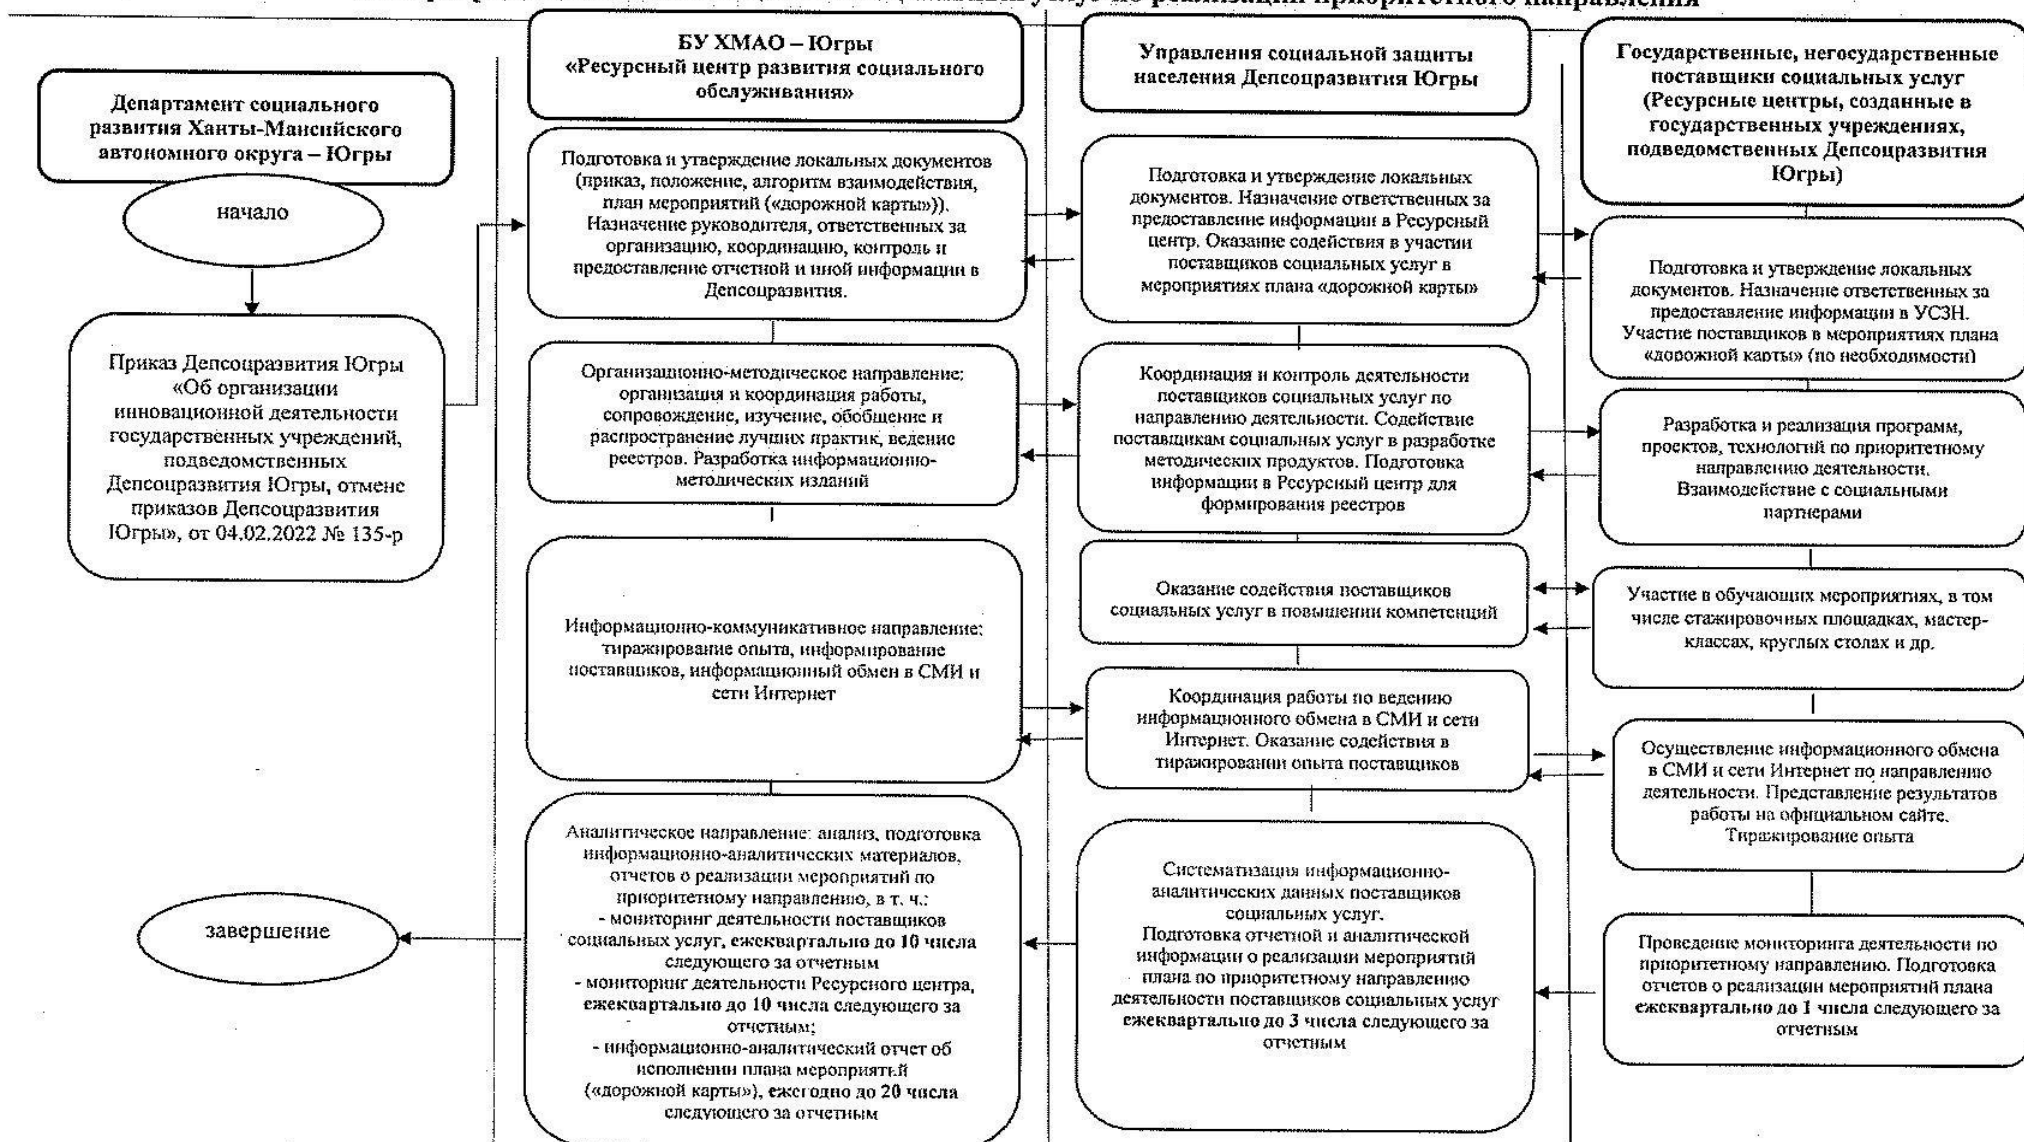 по реализации приоритетного направления
Департамент социального
развития Ханты-Мансийского
автономного округа – Югры
начало
Приказ Депсоцразвития Югры
«Об организации
инновационной деятельности
государственных учреждений,
подведомственных
Депсоцразвития Югры, отмене
приказов Депсоцразвития
Югры», от 04.02.2022 № 135-р
завершение
БУ ХМАО – Югры
«Ресурсный центр развития социального
обслуживания»
Подготовка и утверждение локальных документов
(приказ, положение, алгоритм взаимодействия,
план мероприятий («дорожной карты»)).
Назначение руководителя, ответственных за
организацию, координацию, контроль и
предоставление отчетной и иной информации в
Депсоцразвития.
Организационно-методическое направление:
организация и координация работы,
сопровождение, изучение, обобщение и
распространение лучших практик, ведение
реестров. Разработка информационно-
методических изданий
Информационно-коммуникативное направление:
тиражирование опыта, информирование
поставщиков, информационный обмен в СМИ и
сети Интернет
Аналитическое направление: анализ, подготовка
информационно-аналитических материалов,
отчетов о реализации мероприятий по
приоритетному направлению, в т. ч.:
- мониторинг деятельности поставщиков
социальных услуг, ежеквартально до 10 числа
следующего за отчетным
- мониторинг деятельности Ресурсного центра,
ежеквартально до 10 числа следующего за
отчетным;
- информационно-аналитический отчет об
исполнении плана мероприятий
(«дорожной карты»), ежегодно до 20 числа
следующего за отчетным
Управления социальной защиты
населения Депсоцразвития Югры
Подготовка и утверждение локальных
документов. Назначение ответственных за
предоставление информации в Ресурсный
центр. Оказание содействия в участии
поставщиков социальных услуг в
мероприятиях плана «дорожной карты»
Координация и контроль деятельности
поставщиков социальных услуг по
направлению деятельности. Содействие
поставщикам социальных услуг в разработке
методических продуктов. Подготовка
информации в Ресурсный центр для
формирования реестров
Оказание содействия поставщиков
социальных услуг в повышении компетенций
Координация работы по ведению
информационного обмена в СМИ и сети
Интернет. Оказание содействия в
тиражировании опыта поставщиков
Систематизация информационно-
аналитических данных поставщиков
социальных услуг.
Подготовка отчетной и аналитической
информации о реализации мероприятий
плана по приоритетному направлению
деятельности поставщиков социальных услуг
ежеквартально до 3 числа следующего за
отчетным
Государственные, негосударственные
поставщики социальных услуг
(Ресурсные центры, созданные в
государственных учреждениях,
подведомственных Депсоцразвития
Югры)
Подготовка и утверждение локальных
документов. Назначение ответственных за
предоставление информации в УСЗН.
Участие поставщиков в мероприятиях плана
«дорожной карты» (по необходимости)
Разработка и реализация программ,
проектов, технологий по приоритетному
направлению деятельности.
Взаимодействие с социальными
партнерами
Участие в обучающих мероприятиях, в том
числе стажировочных площадках, мастер-
классах, круглых столах и др.
Осуществление информационного обмена
в СМИ и сети Интернет по направлению
деятельности. Представление результатов
работы на официальном сайте.
Тиражирование опыта
Проведение мониторинга деятельности по
приоритетному направлению. Подготовка
отчетов о реализации мероприятий плана
ежеквартально до 1 числа следующего за
отчетным